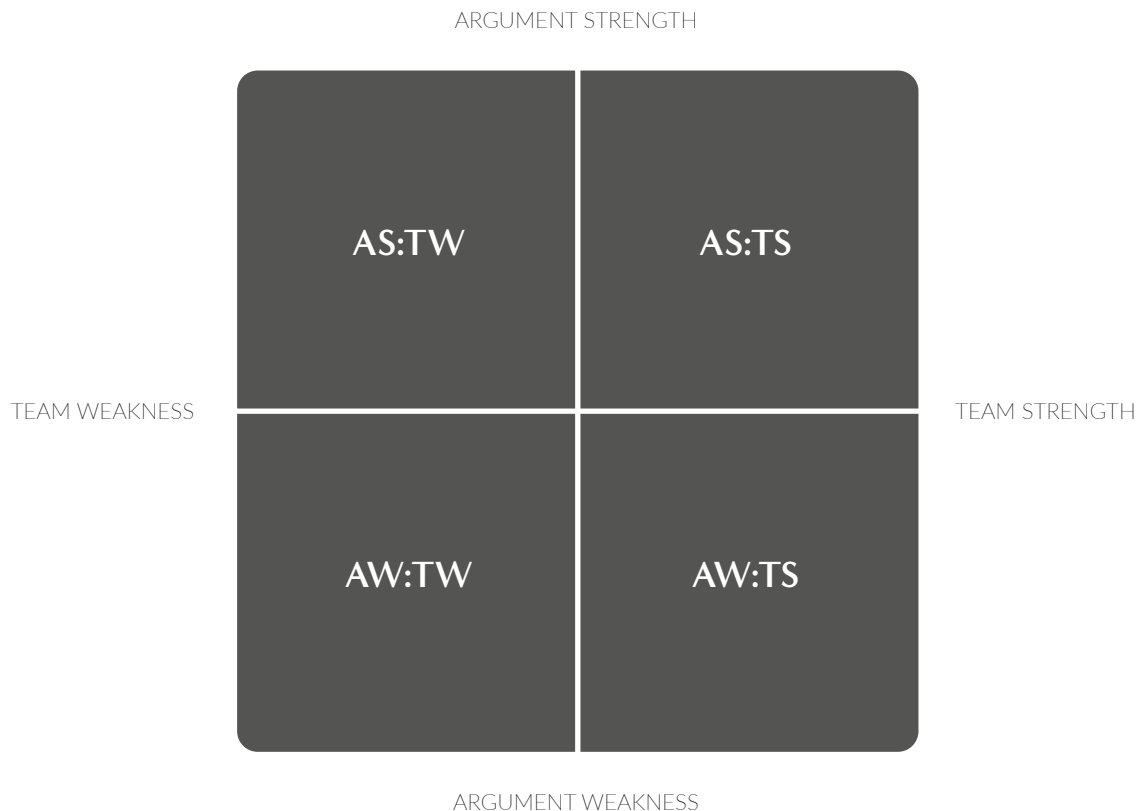 ARGUMENT STRENGTH
AS:TW
AS:TS
TEAM WEAKNESS
TEAM STRENGTH
AW:TW
AW:TS
ARGUMENT WEAKNESS